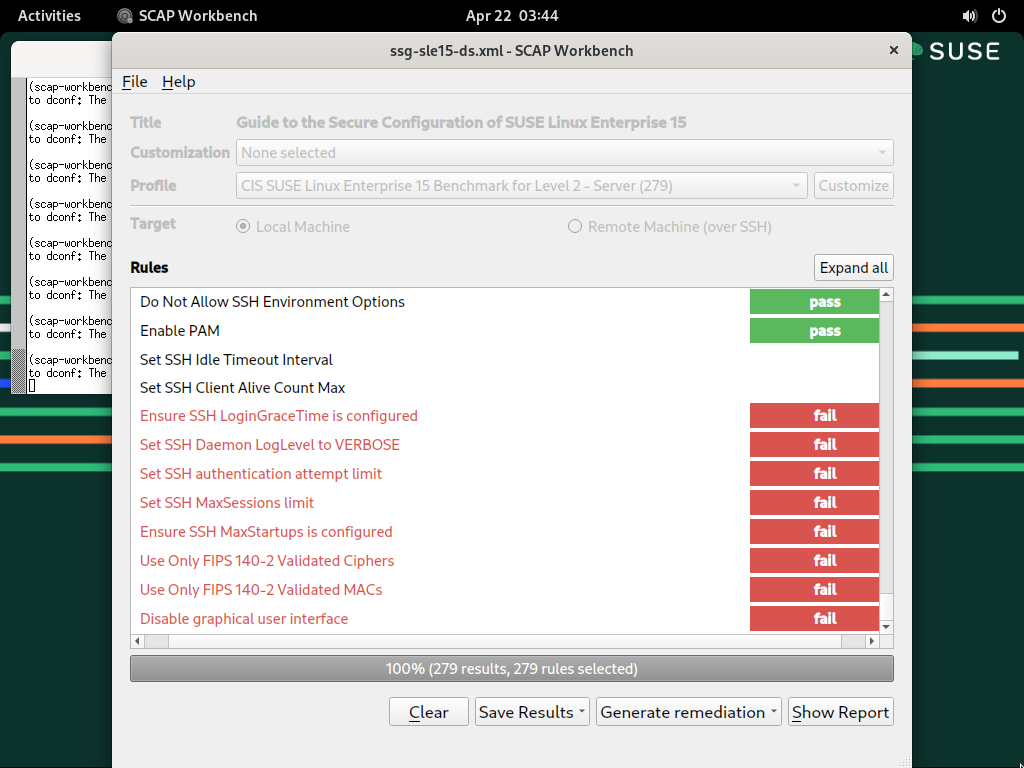 Activities SCAP Workbench Apr 22 03:44
SUSE
ssg-sle15-ds.xml - SCAP Workbench
File Help
(scap-workbenc
to dconf: The
(scap-workbenc
to dconf: The
(scap-workbenc
to dconf: The
(scap-workbenc
to dconf: The
(scap-workbenc
to dconf: The
(scap-workbenc
to dconf: The
(scap-workbenc
to dconf: The
(scap-workbenc
to dconf: The
Title Guide to the Secure Configuration of SUSE Linux Enterprise 15
Customization None selected
Profile CIS SUSE Linux Enterprise 15 Benchmark for Level 2 - Server (279) Customize
Target Local Machine Remote Machine (over SSH)
Rules Expand all
Do Not Allow SSH Environment Options pass
Enable PAM pass
Set SSH Idle Timeout Interval
Set SSH Client Alive Count Max
Ensure SSH LoginGraceTime is configured fail
Set SSH Daemon LogLevel to VERBOSE fail
Set SSH authentication attempt limit fail
Set SSH MaxSessions limit fail
Ensure SSH MaxStartups is configured fail
Use Only FIPS 140-2 Validated Ciphers fail
Use Only FIPS 140-2 Validated MACs fail
Disable graphical user interface fail
100% (279 results, 279 rules selected)
Clear Save Results Generate remediation Show Report